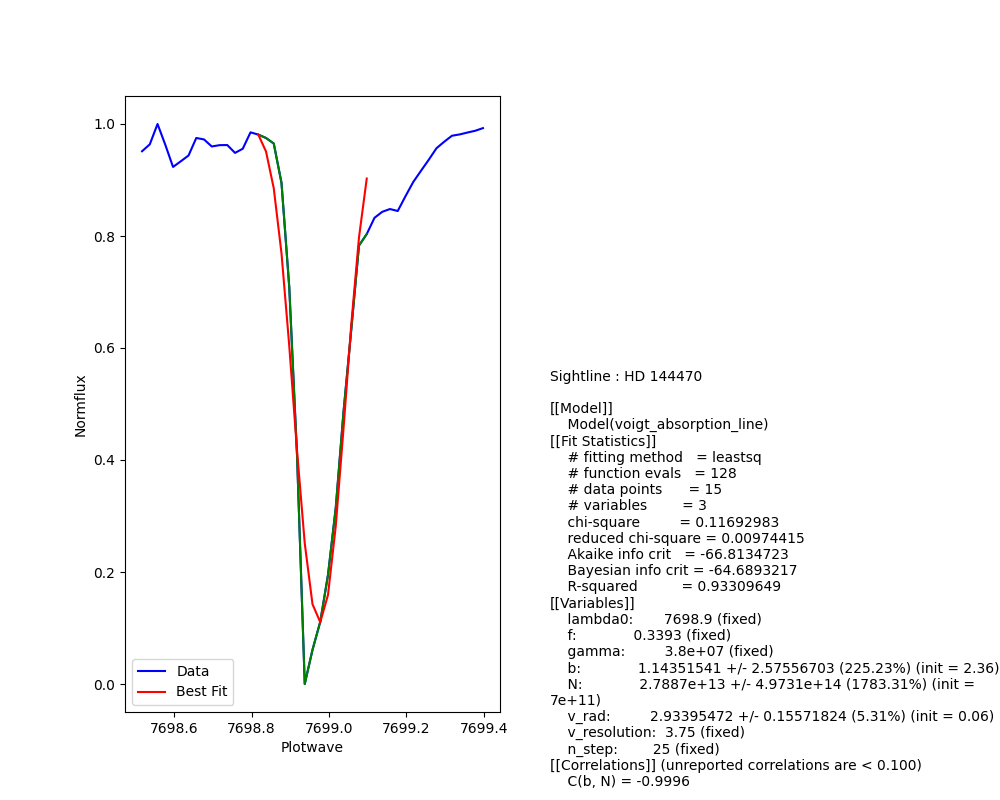 1.0
0.8
0.6
0.4
0.2
0.0
Normflux
Data
Best Fit
7698.6 7698.8 7699.0 7699.2 7699.4
Plotwave
Sightline : HD 144470
[[Model]]
Model(voigt_absorption_line)
[[Fit Statistics]]
# fitting method = leastsq
# function evals = 128
# data points = 15
# variables = 3
chi-square = 0.11692983
reduced chi-square = 0.00974415
Akaike info crit = -66.8134723
Bayesian info crit = -64.6893217
R-squared = 0.93309649
[[Variables]]
lambda0: 7698.9 (fixed)
f: 0.3393 (fixed)
gamma: 3.8e+07 (fixed)
b: 1.14351541 +/- 2.57556703 (225.23%) (init = 2.36)
N: 2.7887e+13 +/- 4.9731e+14 (1783.31%) (init =
7e+11)
v_rad: 2.93395472 +/- 0.15571824 (5.31%) (init = 0.06)
v_resolution: 3.75 (fixed)
n_step: 25 (fixed)
[[Correlations]] (unreported correlations are < 0.100)
C(b, N) = -0.9996